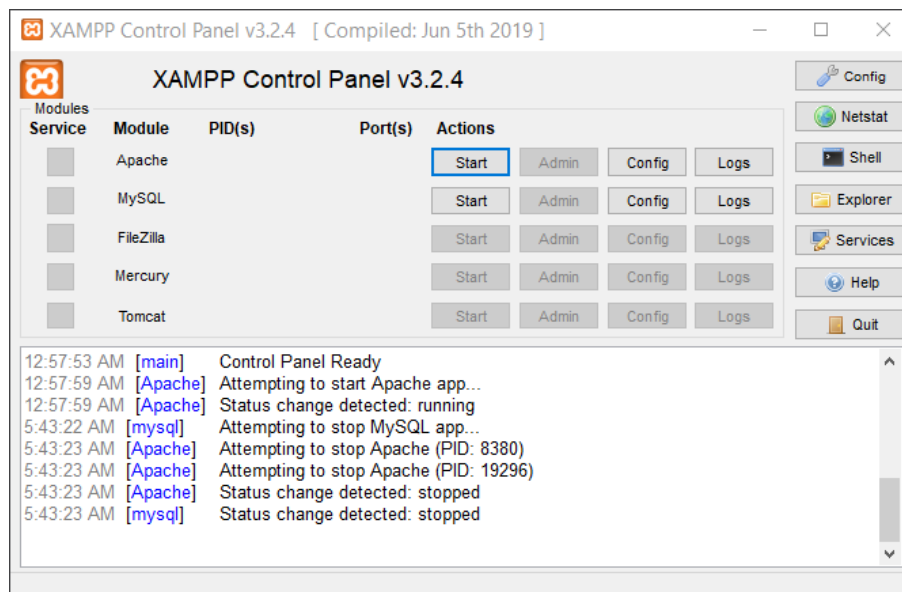 XAMPP Control Panel v3.2.4 [ Compiled: Jun 5th 2019 ]
XAMPP Control Panel v3.2.4
Config
Modules
Service Module PID(s) Port(s) Actions
Netstat
Apache Start Admin Config Logs
Shell
MySQL Start Admin Config Logs
Explorer
FileZilla Start Admin Config Logs
Services
Mercury Start Admin Config Logs
Help
Tomcat Start Admin Config Logs
Quit
12:57:53 AM [main] Control Panel Ready
12:57:59 AM [Apache] Attempting to start Apache app...
12:57:59 AM [Apache] Status change detected: running
5:43:22 AM [mysql] Attempting to stop MySQL app...
5:43:23 AM [Apache] Attempting to stop Apache (PID: 8380)
5:43:23 AM [Apache] Attempting to stop Apache (PID: 19296)
5:43:23 AM [Apache] Status change detected: stopped
5:43:23 AM [mysql] Status change detected: stopped